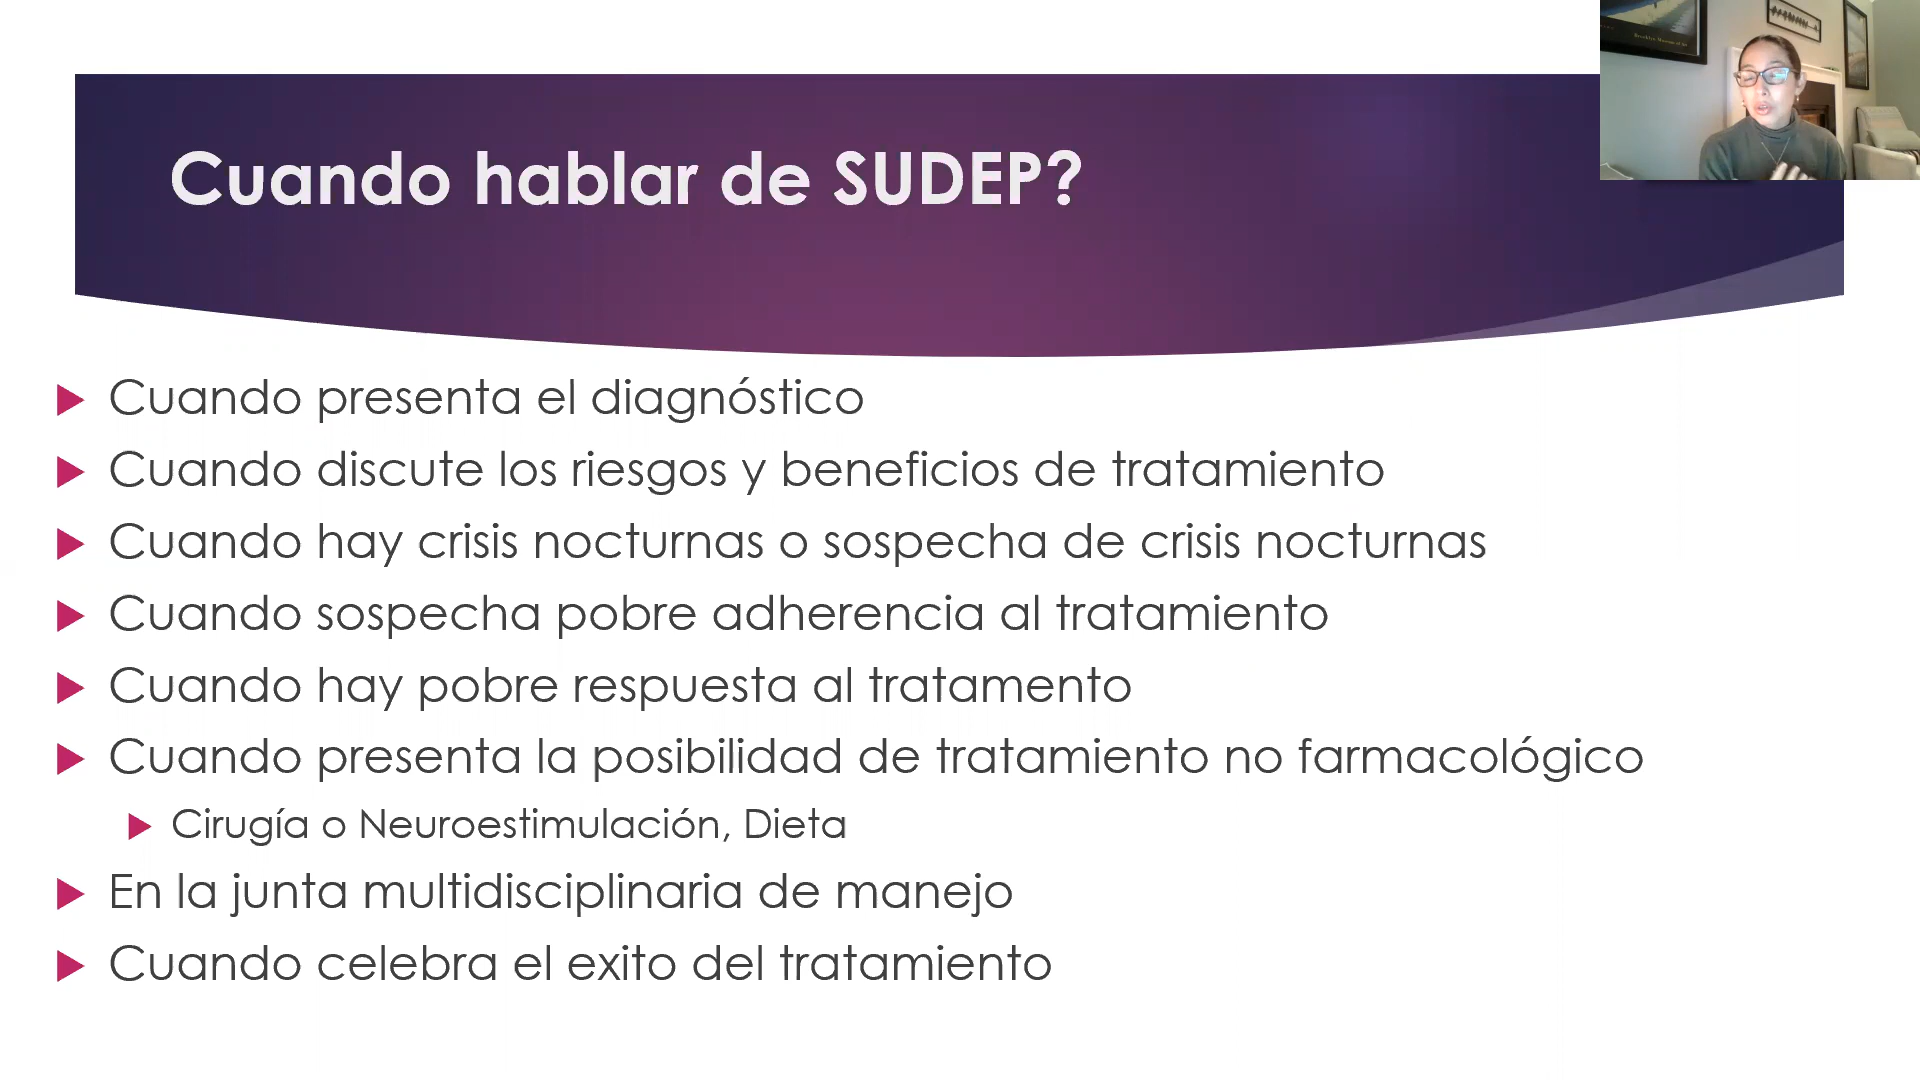 Cuando hablar de SUDEP?
Cuando presenta el diagnóstico
Cuando discute los riesgos y beneficios de tratamiento
Cuando hay crisis nocturnas o sospecha de crisis nocturnas
Cuando sospecha pobre adherencia al tratamiento
Cuando hay pobre respuesta al tratamento
Cuando presenta la posibilidad de tratamiento no farmacológico
Cirugía o Neuroestimulación, Dieta
En la junta multidisciplinaria de manejo
Cuando celebra el exito del tratamiento